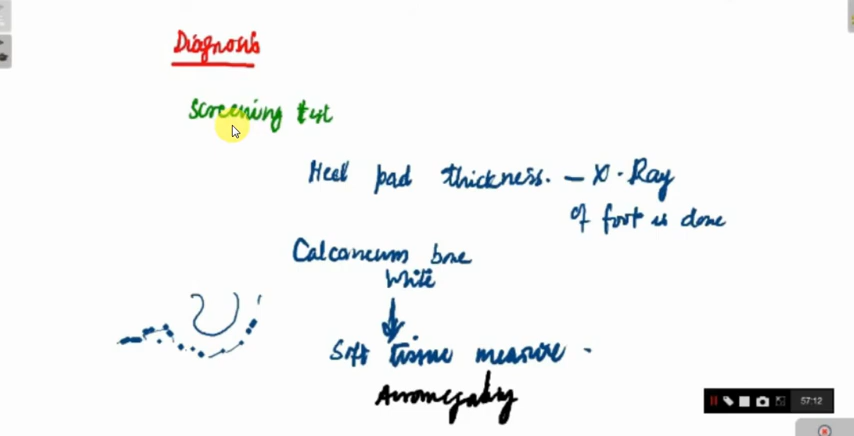 Diagnosis
Screening test
Heel pad thickness. - X-Ray
of foot is done
Calcaneum bone
white
Soft tissue measure -
Acromegaly
57:12